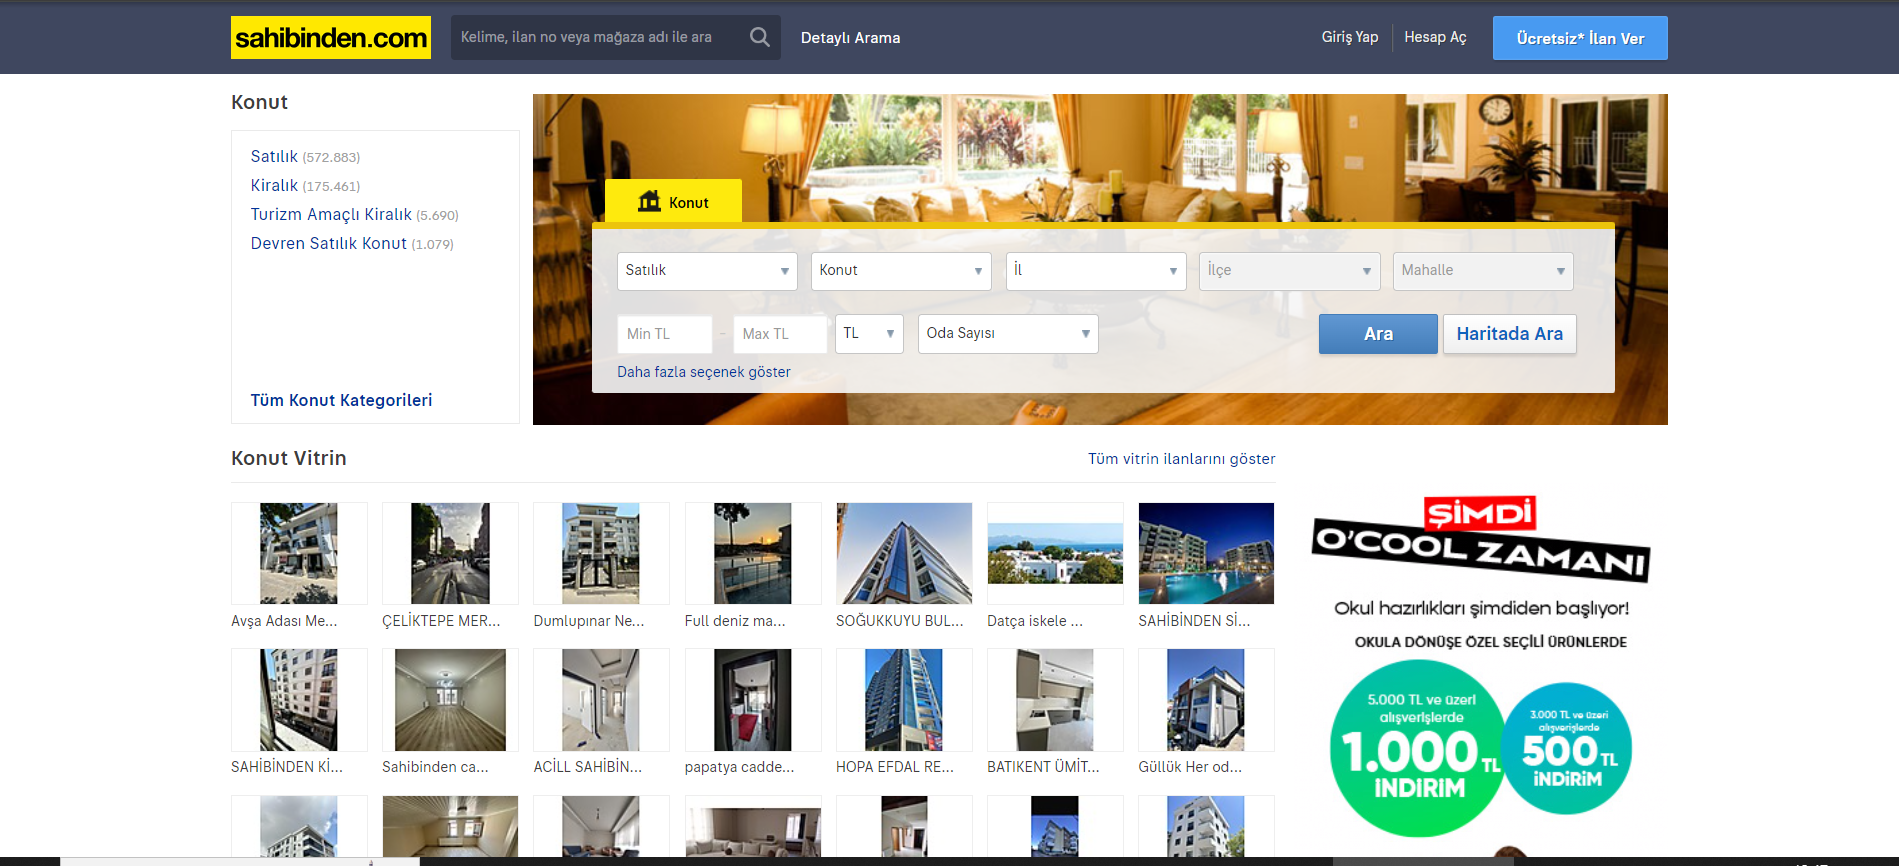 sahibinden.com
Kelime, ilan no veya mağaza adı ile ara
Detaylı Arama
Giriş Yap
Hesap Aç
Ücretsiz* İlan Ver
Konut
Satılık (572.883)
Kiralık (175.461)
Turizm Amaçlı Kiralık (5.690)
Devren Satılık Konut (1.079)
Tüm Konut Kategorileri
Konut
Satılık
Konut
İl
İlçe
Mahalle
Min TL
-
Max TL
TL
Oda Sayısı
Ara
Haritada Ara
Daha fazla seçenek göster
Konut Vitrin
Tüm vitrin ilanlarını göster
Avşa Adası Me...
ÇELİKTEPE MER...
Dumlupınar Ne...
Full deniz ma...
SOĞUKKUYU BUL...
Datça iskele ...
SAHİBİNDEN Sİ...
SAHİBİNDEN Kİ...
Sahibinden ca...
ACİLL SAHİBİN...
papatya cadde...
HOPA EFDAL RE...
BATIKENT ÜMİT...
Güllük Her od...
ŞİMDİ
O'COOL ZAMANI
Okul hazırlıkları şimdiden başlıyor!
OKULA DÖNÜŞE ÖZEL SEÇİLİ ÜRÜNLERDE
5.000 TL ve üzeri
alışverişlerde
1.000 TL
İNDİRİM
3.000 TL ve üzeri
alışverişlerde
500 TL
İNDİRİM